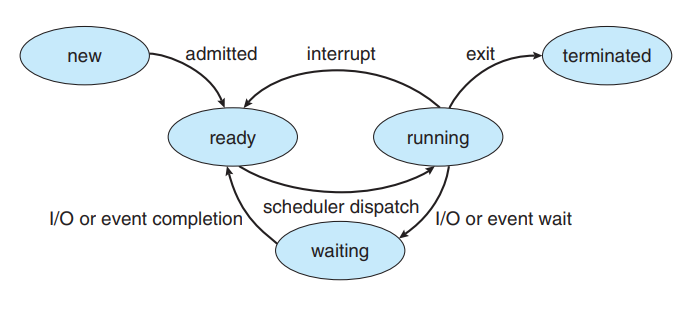 new
admitted
interrupt
exit
terminated
ready
running
scheduler dispatch
I/O or event completion
I/O or event wait
waiting